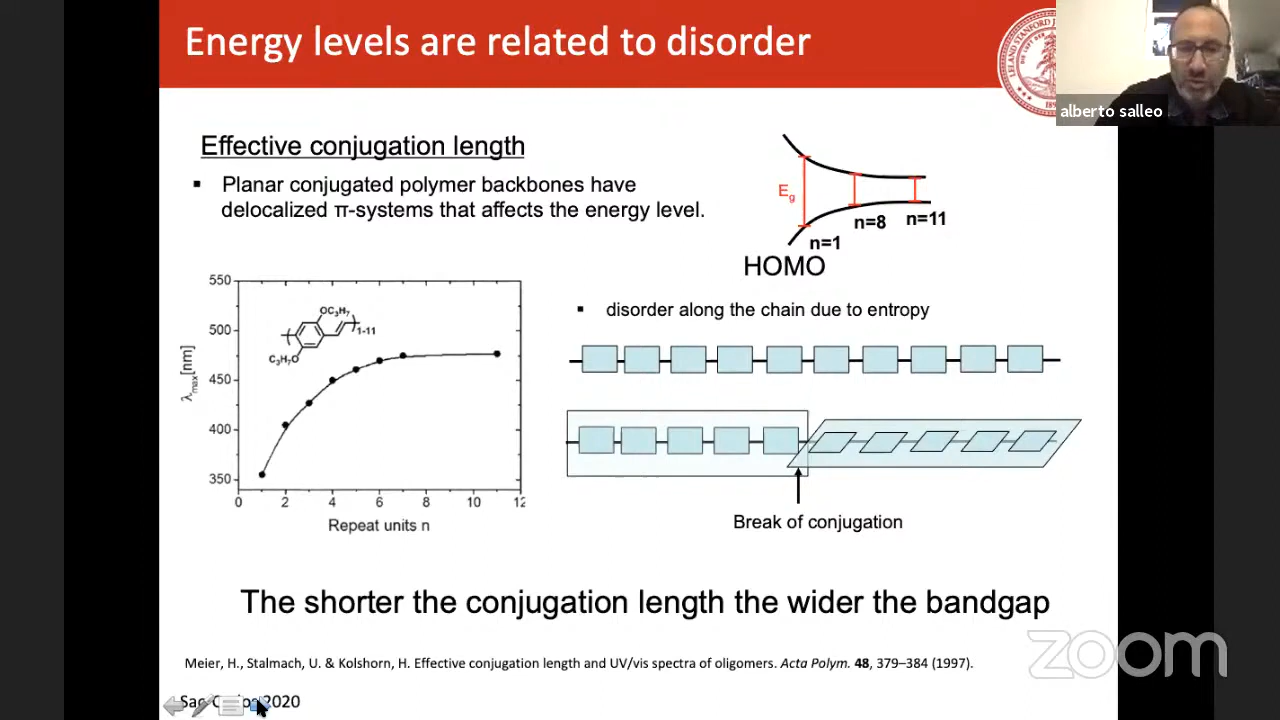 Energy levels are related to disorder
alberto salleo
Effective conjugation length
Planar conjugated polymer backbones have
delocalized π-systems that affects the energy level.
Eg
n=1
n=8
n=11
HOMO
550
500
450
400
350
λmax[nm]
OC3H7
C3H7O
1-11
0 2 4 6 8 10 12
Repeat units n
disorder along the chain due to entropy
Break of conjugation
The shorter the conjugation length the wider the bandgap
zoom
Meier, H., Stalmach, U. & Kolshorn, H. Effective conjugation length and UV/vis spectra of oligomers. Acta Polym. 48, 379–384 (1997).
2020